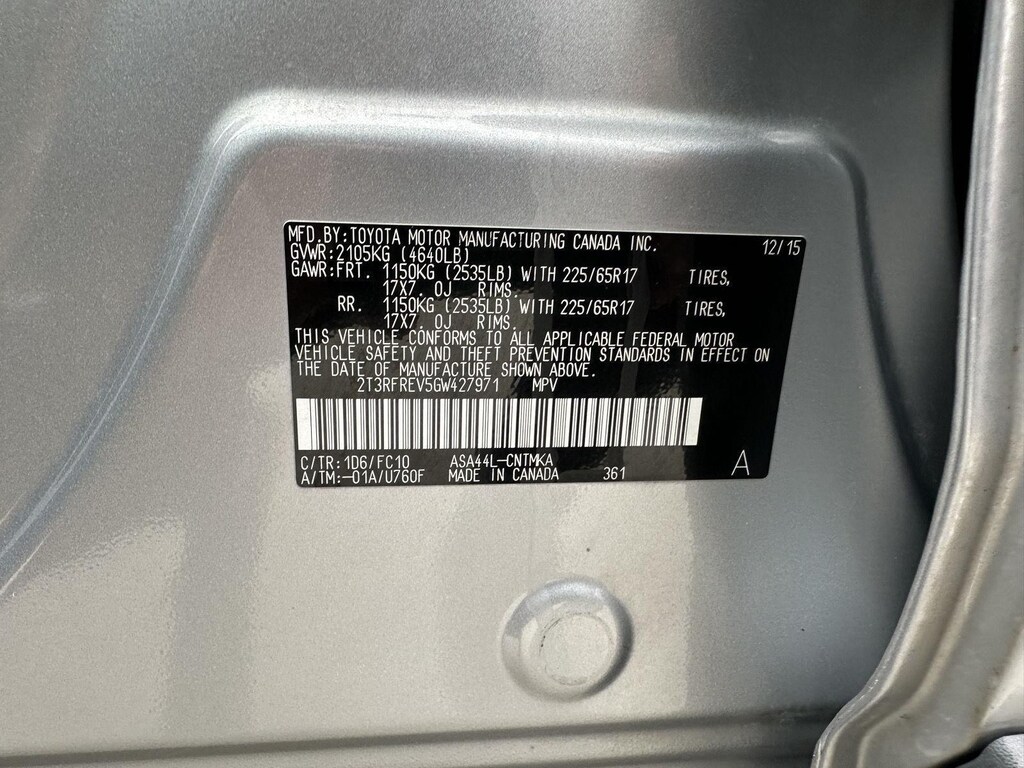 MFD.BY:TOYOTA MOTOR MANUFACTURING CANADA INC. 12/15
GVWR:2105KG (4640LB)
GAWR:FRT. 1150KG (2535LB) WITH 225/65R17 TIRES,
17X7. OJ RIMS.
RR. 1150KG (2535LB) WITH 225/65R17 TIRES,
17X7. OJ RIMS.
THIS VEHICLE CONFORMS TO ALL APPLICABLE FEDERAL MOTOR
VEHICLE SAFETY AND THEFT PREVENTION STANDARDS IN EFFECT ON
THE DATE OF MANUFACTURE SHOWN ABOVE.
2T3RFREV5GW427971 MPV
C/TR:1D6/FC10 ASA44L-CNTMKA A
A/TM:-01A/U760F MADE IN CANADA 361